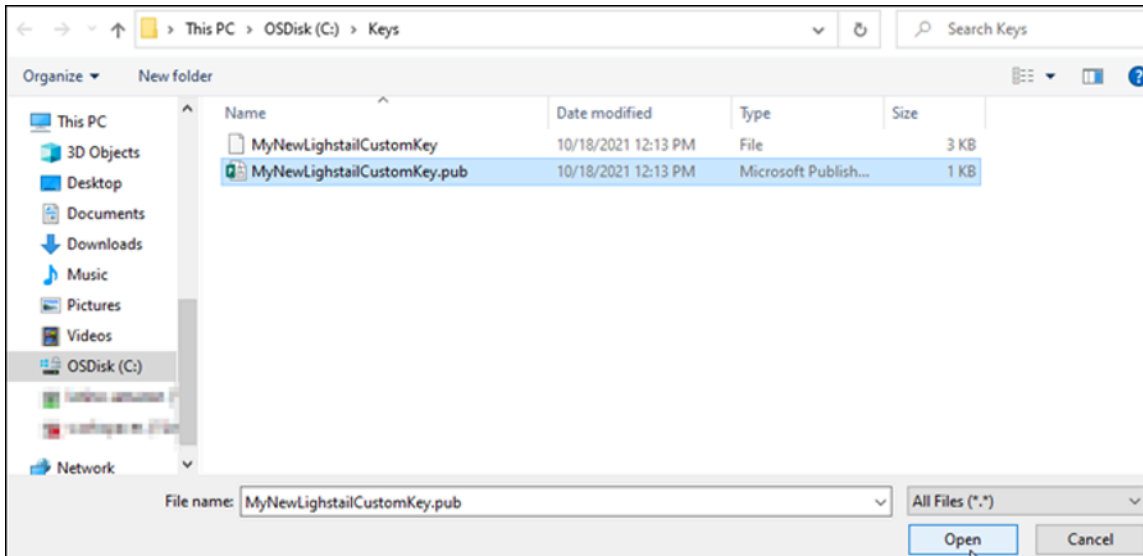 This PC > OSDisk (C:) > Keys
Search Keys
Organize
New folder
Name Date modified Type Size
MyNewLighstailCustomKey 10/18/2021 12:13 PM File 3 KB
MyNewLighstailCustomKey.pub 10/18/2021 12:13 PM Microsoft Publish... 1 KB
This PC
3D Objects
Desktop
Documents
Downloads
Music
Pictures
Videos
OSDisk (C:)
Network
File name: MyNewLighstailCustomKey.pub
All Files (*.*)
Open Cancel